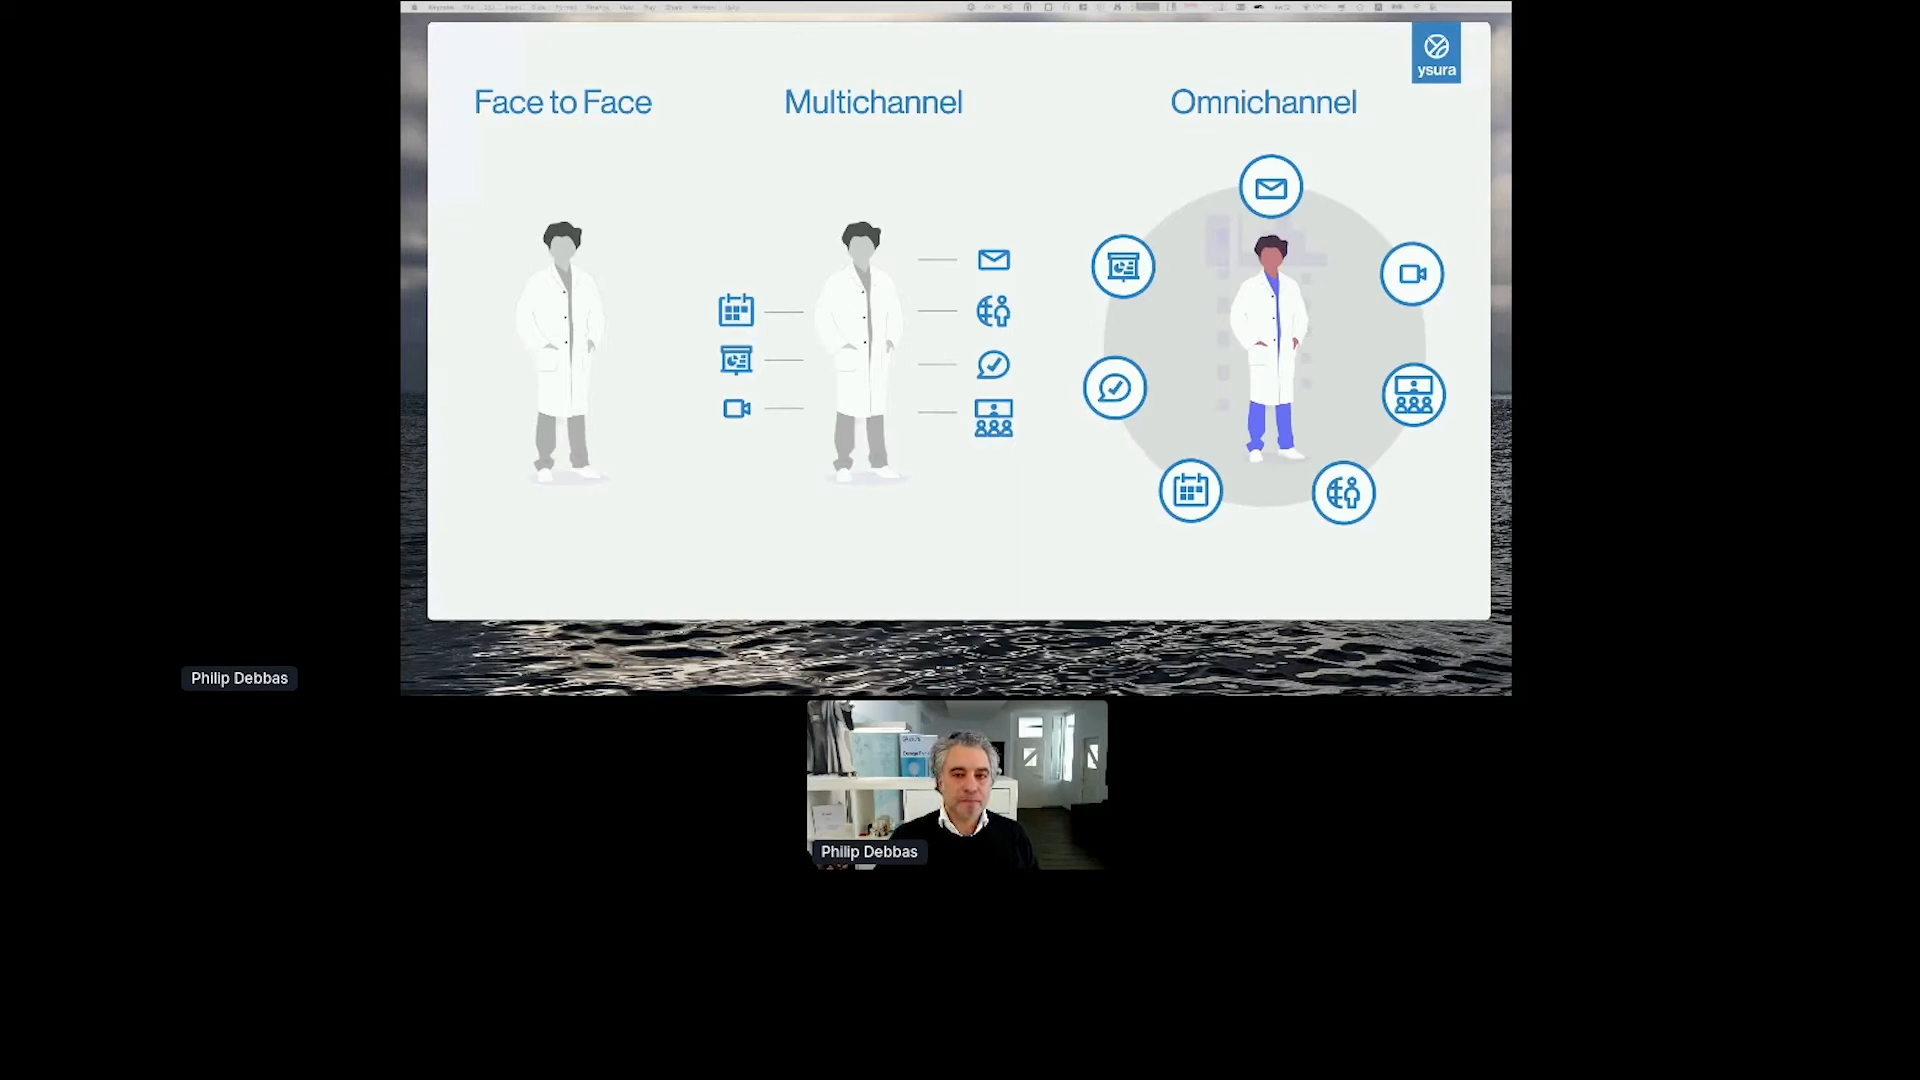 Face to Face
Multichannel
Omnichannel
ysura
Philip Debbas
Philip Debbas